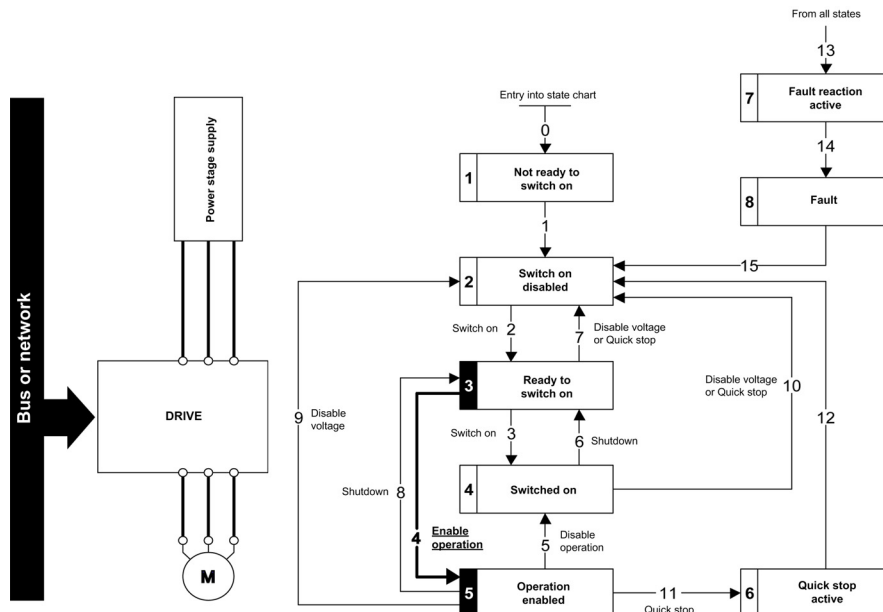 Bus or network
Power stage supply
DRIVE
M
From all states
13
7
Fault reaction
active
14
8
Fault
15
Entry into state chart
0
1
Not ready to
switch on
1
2
Switch on
disabled
Switch on
2
7
Disable voltage
or Quick stop
3
Ready to
switch on
Switch on
3
6
Shutdown
Disable voltage
or Quick stop
10
12
9
Disable
voltage
4
Switched on
Shutdown
8
4
Enable
operation
5
Disable
operation
5
Operation
enabled
11
Quick stop
6
Quick stop
active